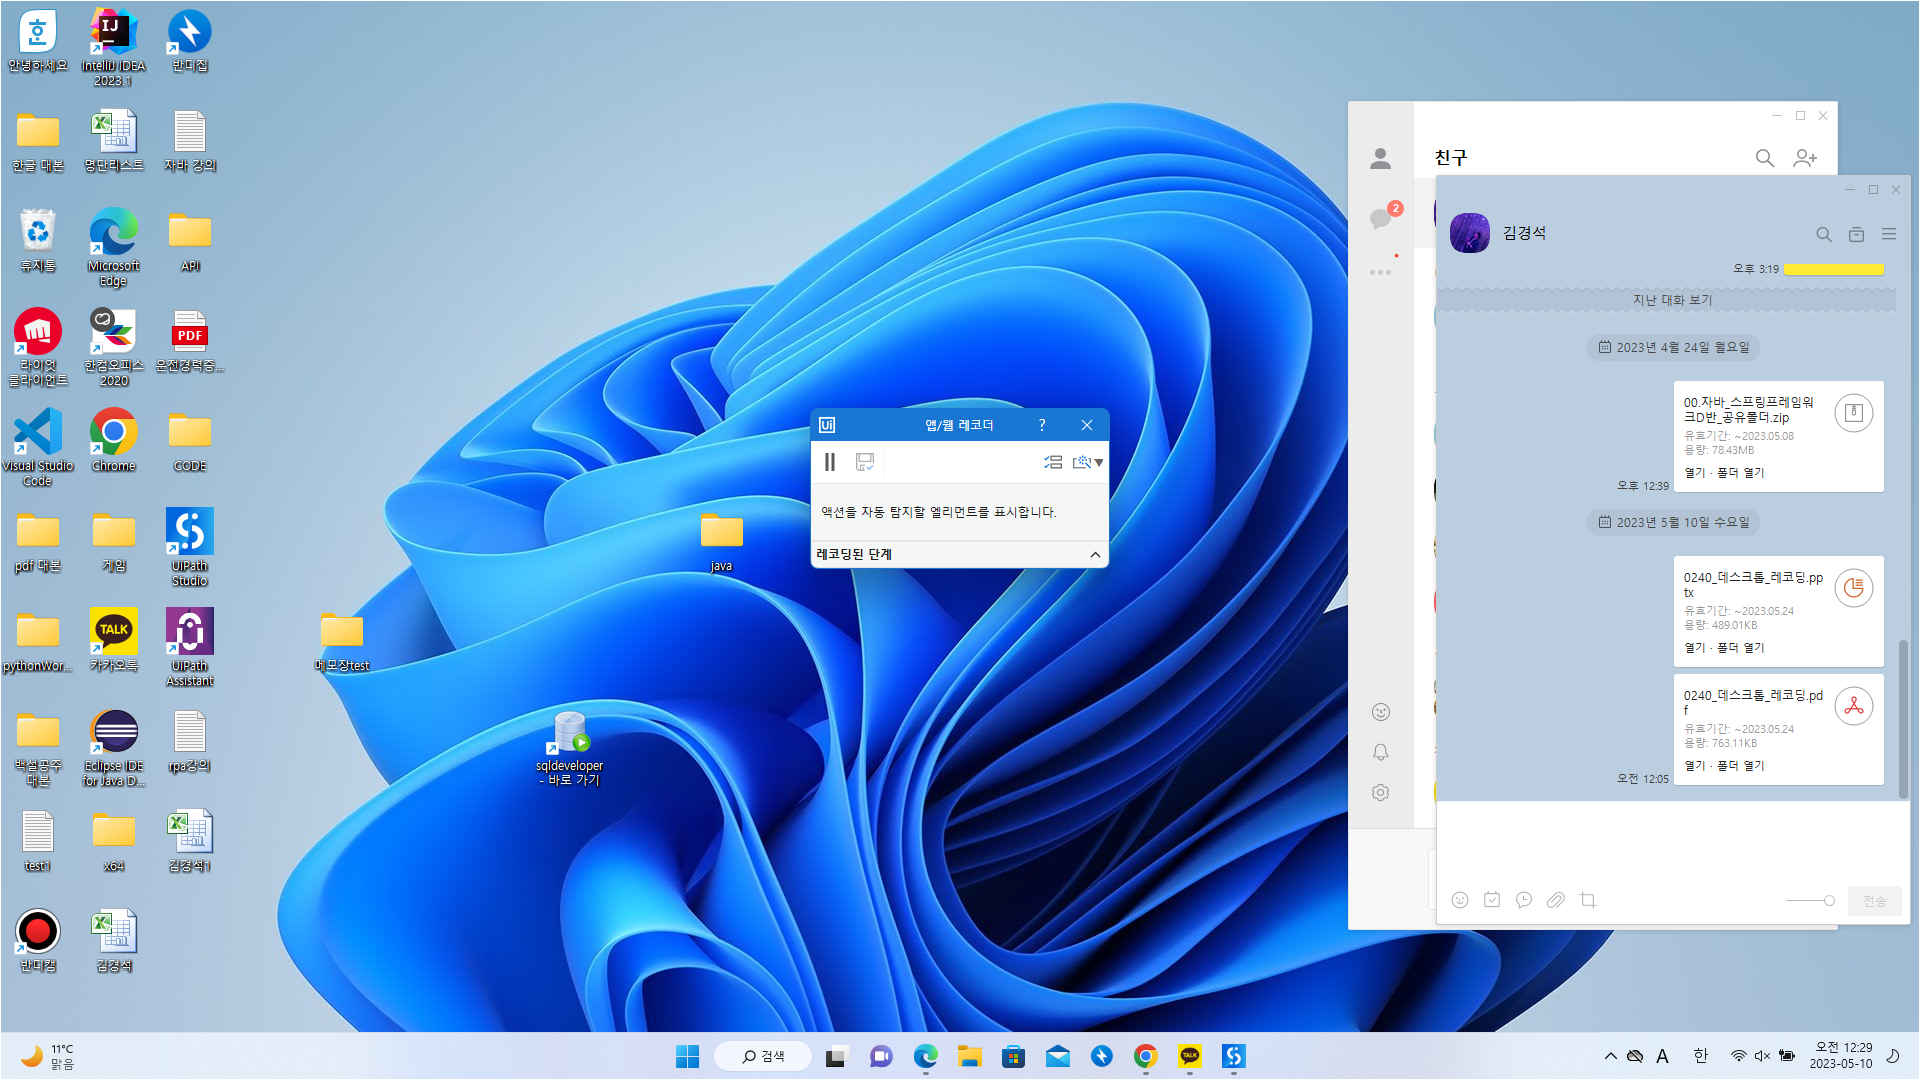 안녕하세요
IntelliJ IDEA
2023.1
반디집
한글 대본
명단리스트
자바 강의
휴지통
Microsoft
Edge
API
라이엇
클라이언트
한컴오피스
2020
PDF
운전경력증...
Visual Studio
Code
Chrome
CODE
pdf 대본
게임
UiPath
Studio
pythonWor...
TALK
카카오톡
UiPath
Assistant
백설공주
대본
Eclipse IDE
for Java D...
rpa강의
test1
x64
김경석1
반디캠
김경석
메모장test
java
sqldeveloper
- 바로 가기
Ui
앱/웹 레코더
?
액션을 자동 탐지할 엘리먼트를 표시합니다.
레코딩된 단계
친구
2
김경석
오후 3:19
지난 대화 보기
2023년 4월 24일 월요일
00.자바_스프링프레임워
크D반_공유폴더.zip
유효기간: ~2023.05.08
용량: 78.43MB
열기 · 폴더 열기
오후 12:39
2023년 5월 10일 수요일
0240_데스크톱_레코딩.pp
tx
유효기간: ~2023.05.24
용량: 489.01KB
열기 · 폴더 열기
0240_데스크톱_레코딩.pd
f
유효기간: ~2023.05.24
용량: 763.11KB
열기 · 폴더 열기
오전 12:05
전송
11°C
맑음
검색
TALK
A
한
오전 12:29
2023-05-10